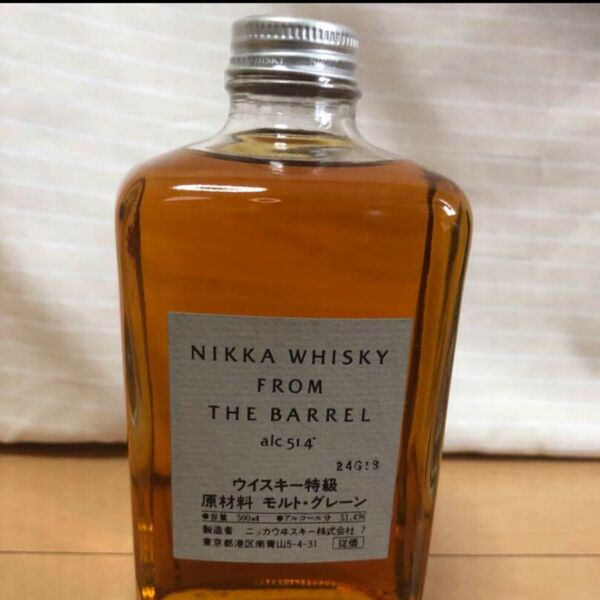 WHISKY
NIKKA WHISKY
FROM
THE BARREL
alc.51.4°
24G13
ウイスキー特級
原材料 モルト・グレーン
●容量 500ml ●アルコール分 51.4%
製造者 ニッカウヰスキー株式会社 7
東京都港区南青山5-4-31 従価